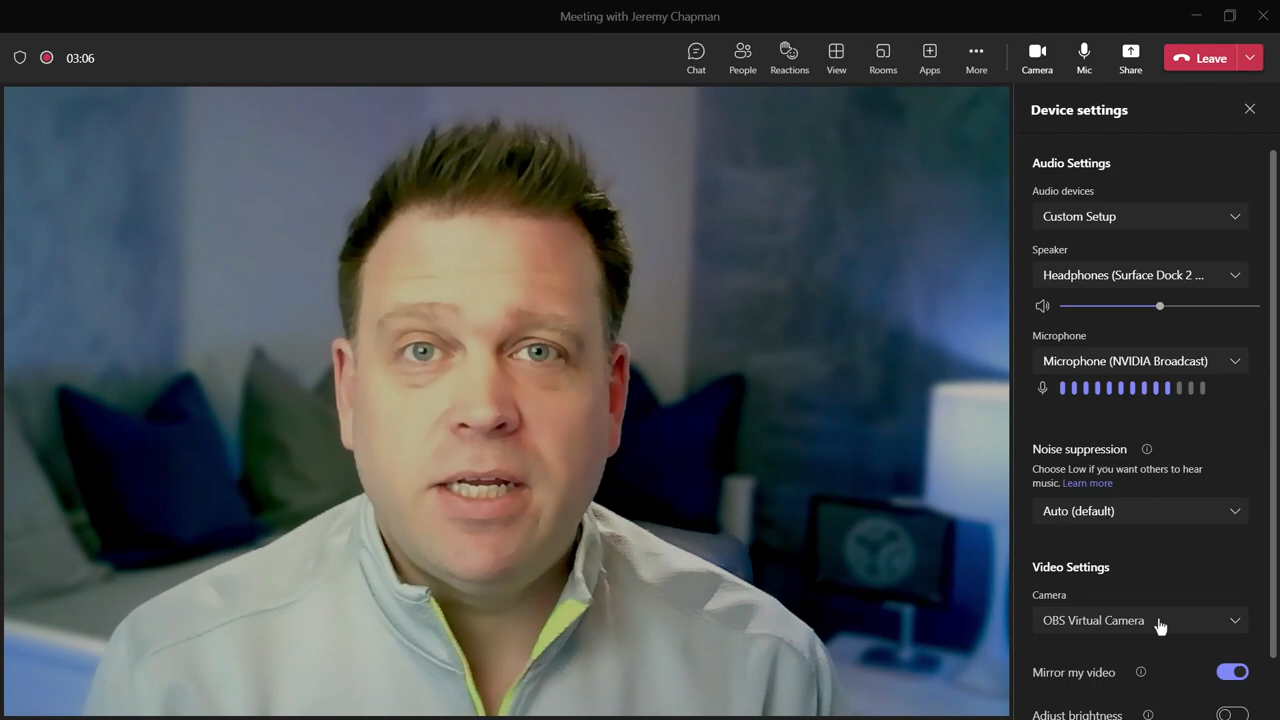 Meeting with Jeremy Chapman
03:06
Chat
People
Reactions
View
Rooms
Apps
More
Camera
Mic
Share
Leave
Device settings
Audio Settings
Audio devices
Custom Setup
Speaker
Headphones (Surface Dock 2 ...
Microphone
Microphone (NVIDIA Broadcast)
Noise suppression
Choose Low if you want others to hear
music. Learn more
Auto (default)
Video Settings
Camera
OBS Virtual Camera
Mirror my video
Adjust brightness